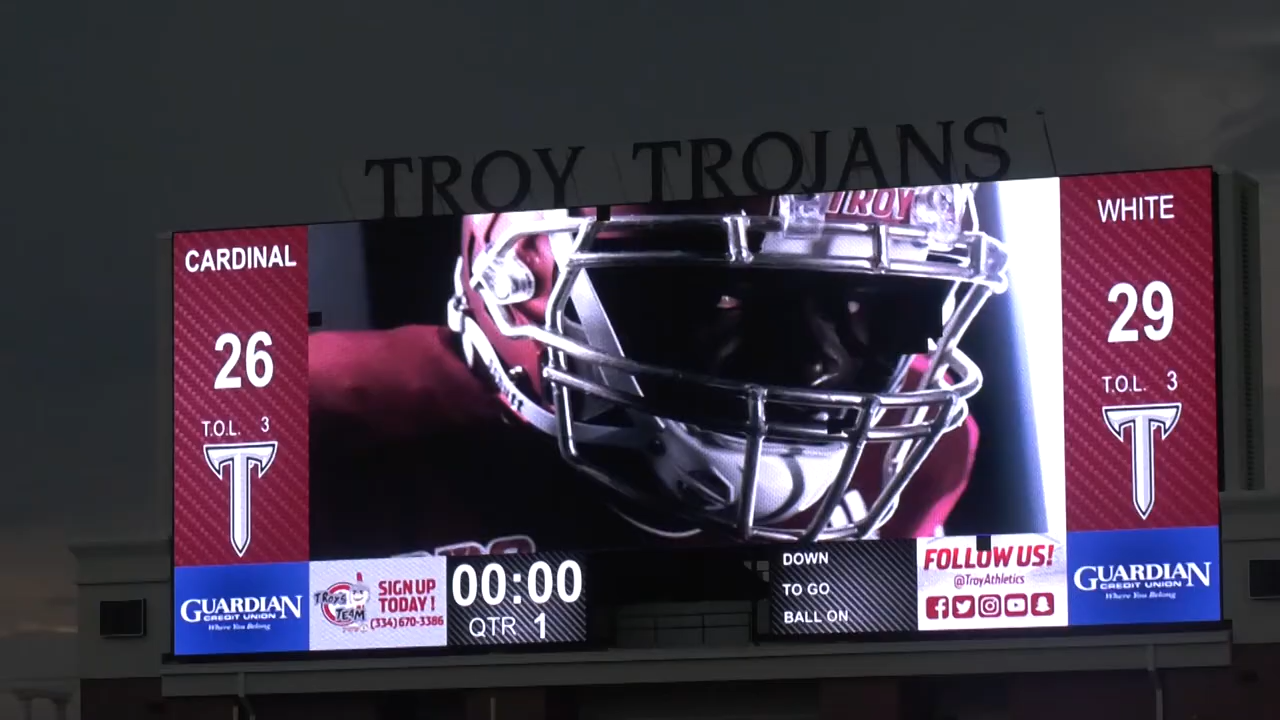 TROY TROJANS
CARDINAL
26
T.O.L. 3
TROY
WHITE
29
T.O.L. 3
GUARDIAN
CREDIT UNION
Where You Belong
TROY'S
TEAM
SIGN UP
TODAY!
(334)670-3386
00:00
QTR 1
DOWN
TO GO
BALL ON
FOLLOW US!
@TroyAthletics
GUARDIAN
CREDIT UNION
Where You Belong